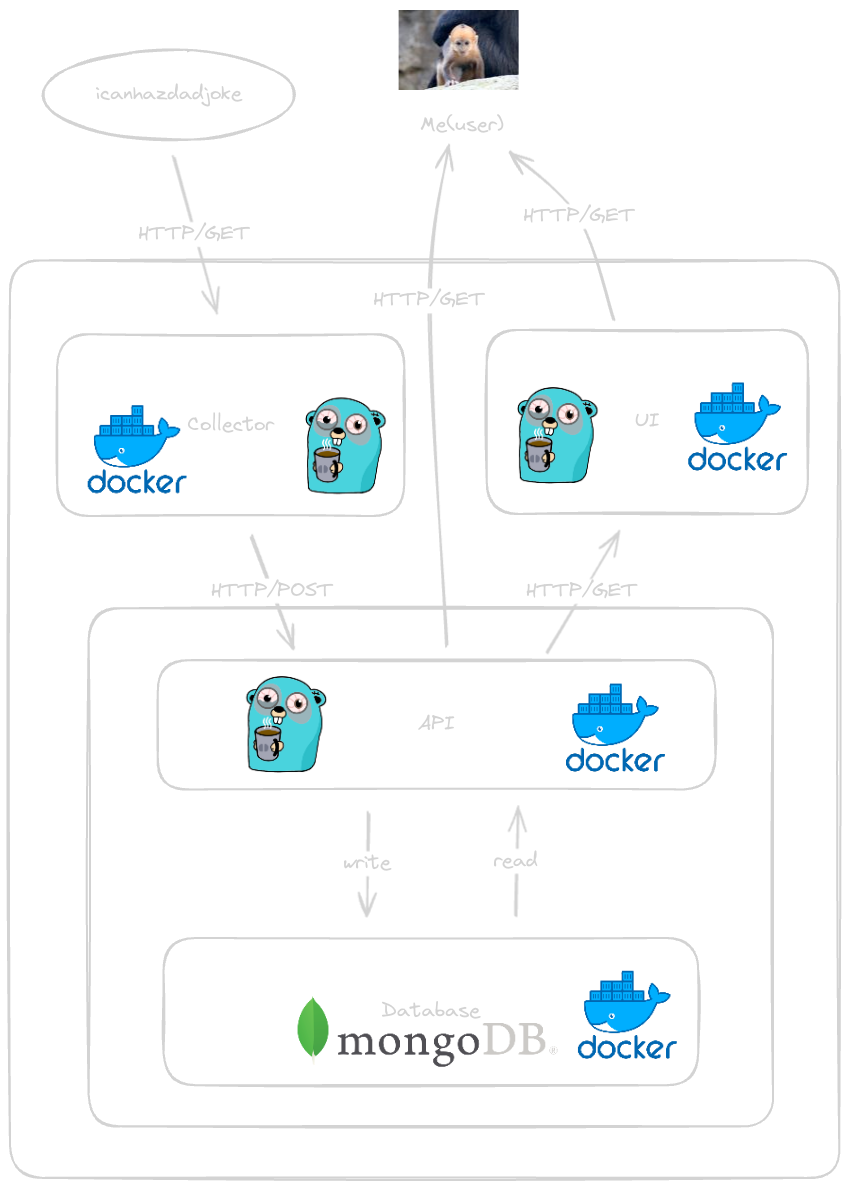 icanhazdadjoke
Me(user)
HTTP/GET
HTTP/GET
HTTP/GET
Collector
docker
UI
docker
HTTP/POST
HTTP/GET
API
docker
write
read
Database
mongoDB®
docker